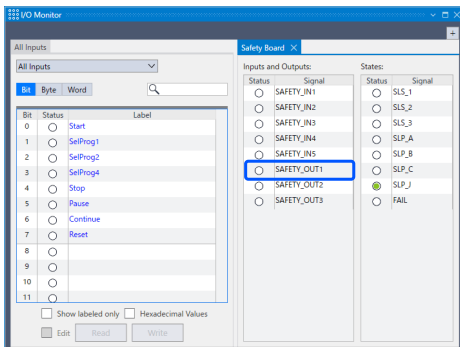 I/O Monitor
All Inputs
All Inputs
Bit Byte Word
Bit Status Label
0 Start
1 SelProg1
2 SelProg2
3 SelProg4
4 Stop
5 Pause
6 Continue
7 Reset
8
9
10
11
Show labeled only Hexadecimal Values
Edit Read Write
Safety Board
Inputs and Outputs:
Status Signal
SAFETY_IN1
SAFETY_IN2
SAFETY_IN3
SAFETY_IN4
SAFETY_IN5
SAFETY_OUT1
SAFETY_OUT2
SAFETY_OUT3
States:
Status Signal
SLS_1
SLS_2
SLS_3
SLP_A
SLP_B
SLP_C
SLP_J
FAIL